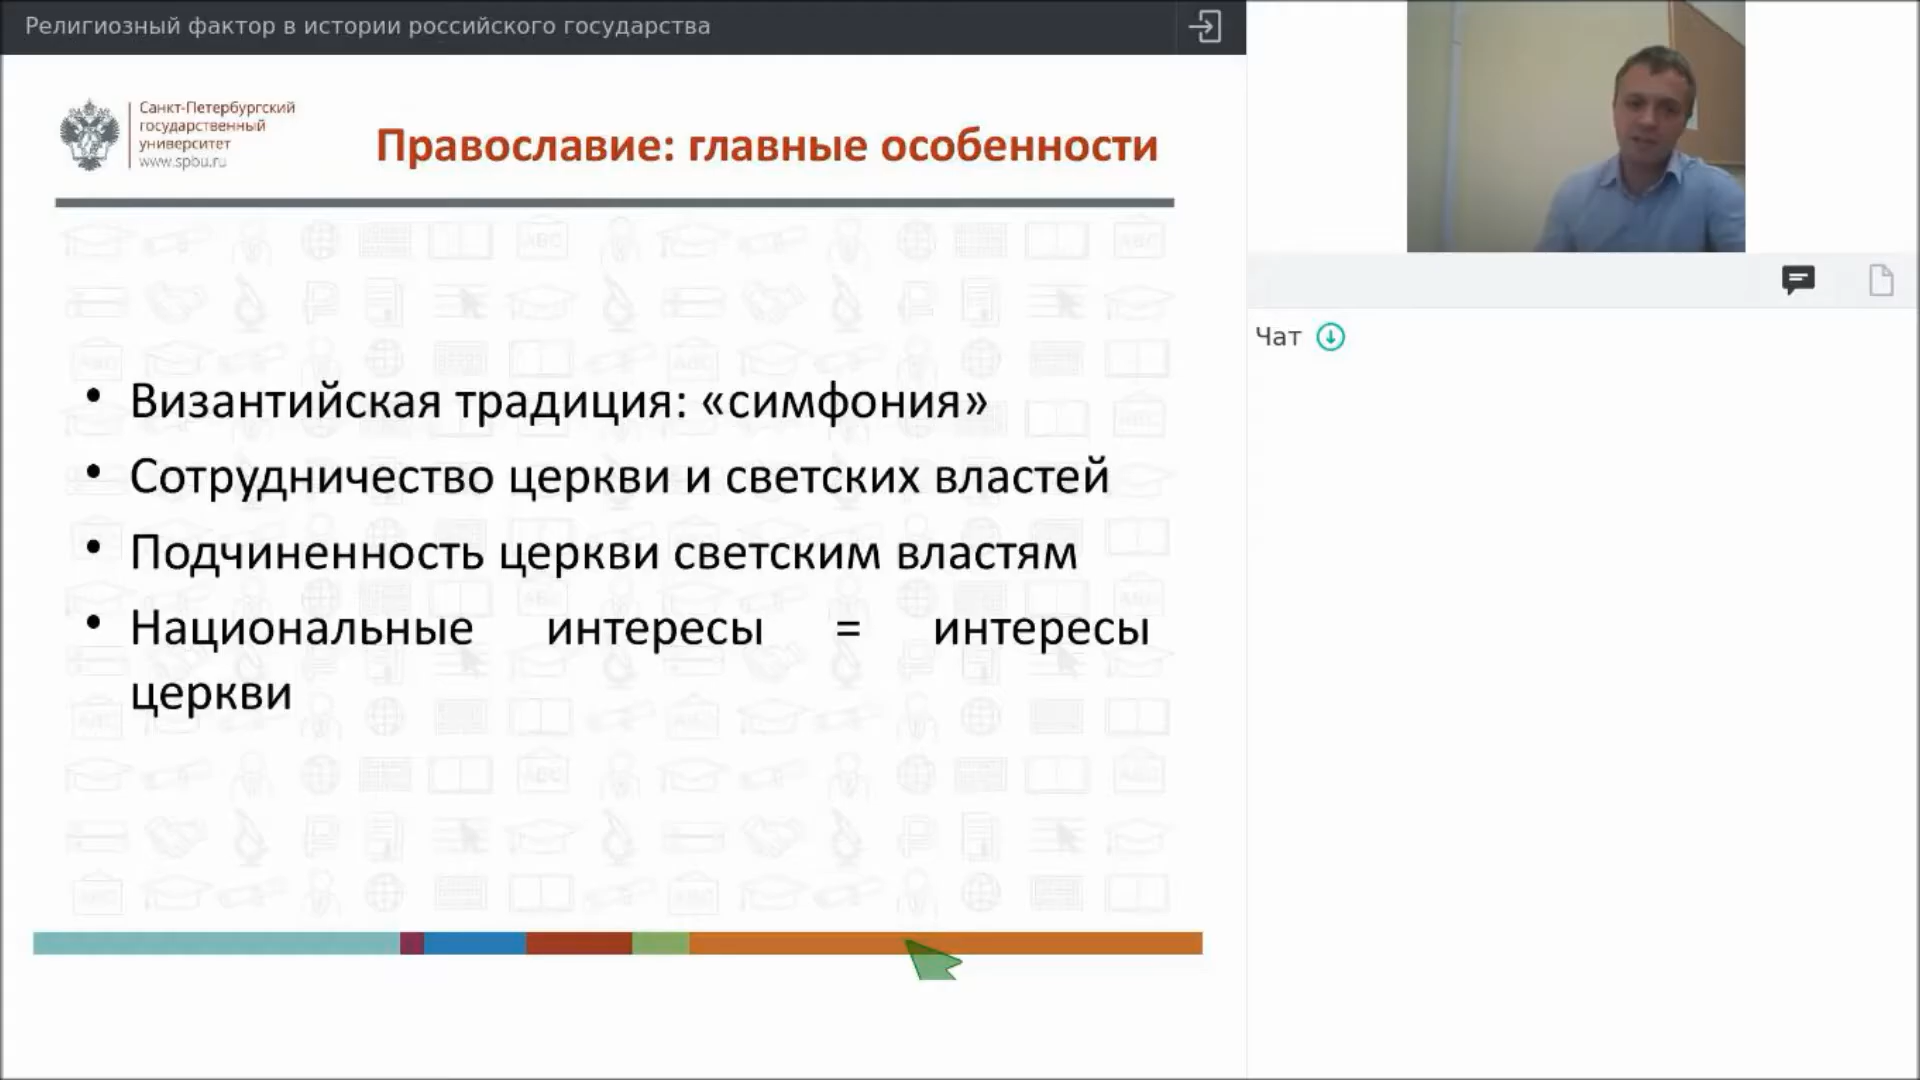 Религиозный фактор в истории российского государства
Санкт-Петербургский
государственный
университет
www.spbu.ru
Православие: главные особенности
• Византийская традиция: «симфония»
• Сотрудничество церкви и светских властей
• Подчиненность церкви светским властям
• Национальные интересы = интересы
церкви
Чат